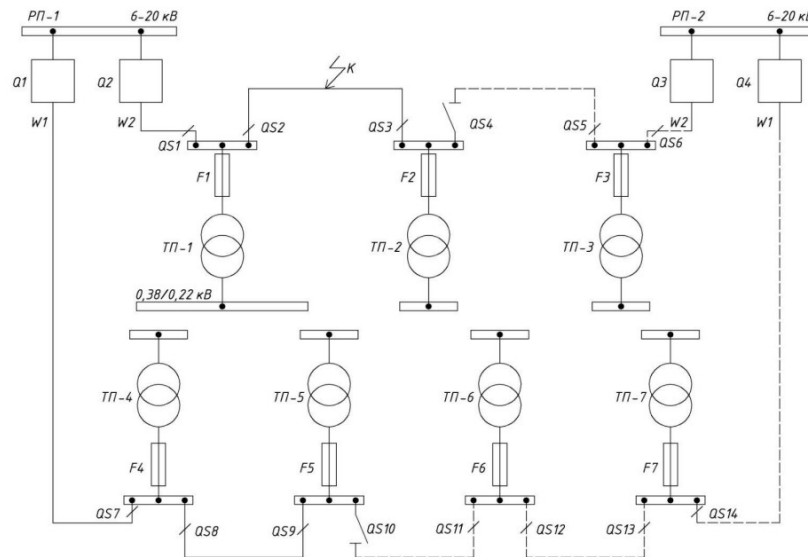 РП-1 6-20 кВ РП-2 6-20 кВ
Q1 Q2 K Q3 Q4
W1 W2 QS2 QS3 QS4 QS5 W2 W1
QS1 QS6
F1 F2 F3
ТП-1 ТП-2 ТП-3
0,38/0,22 кВ
ТП-4 ТП-5 ТП-6 ТП-7
F4 F5 F6 F7
QS7 QS8 QS9 QS10 QS11 QS12 QS13 QS14